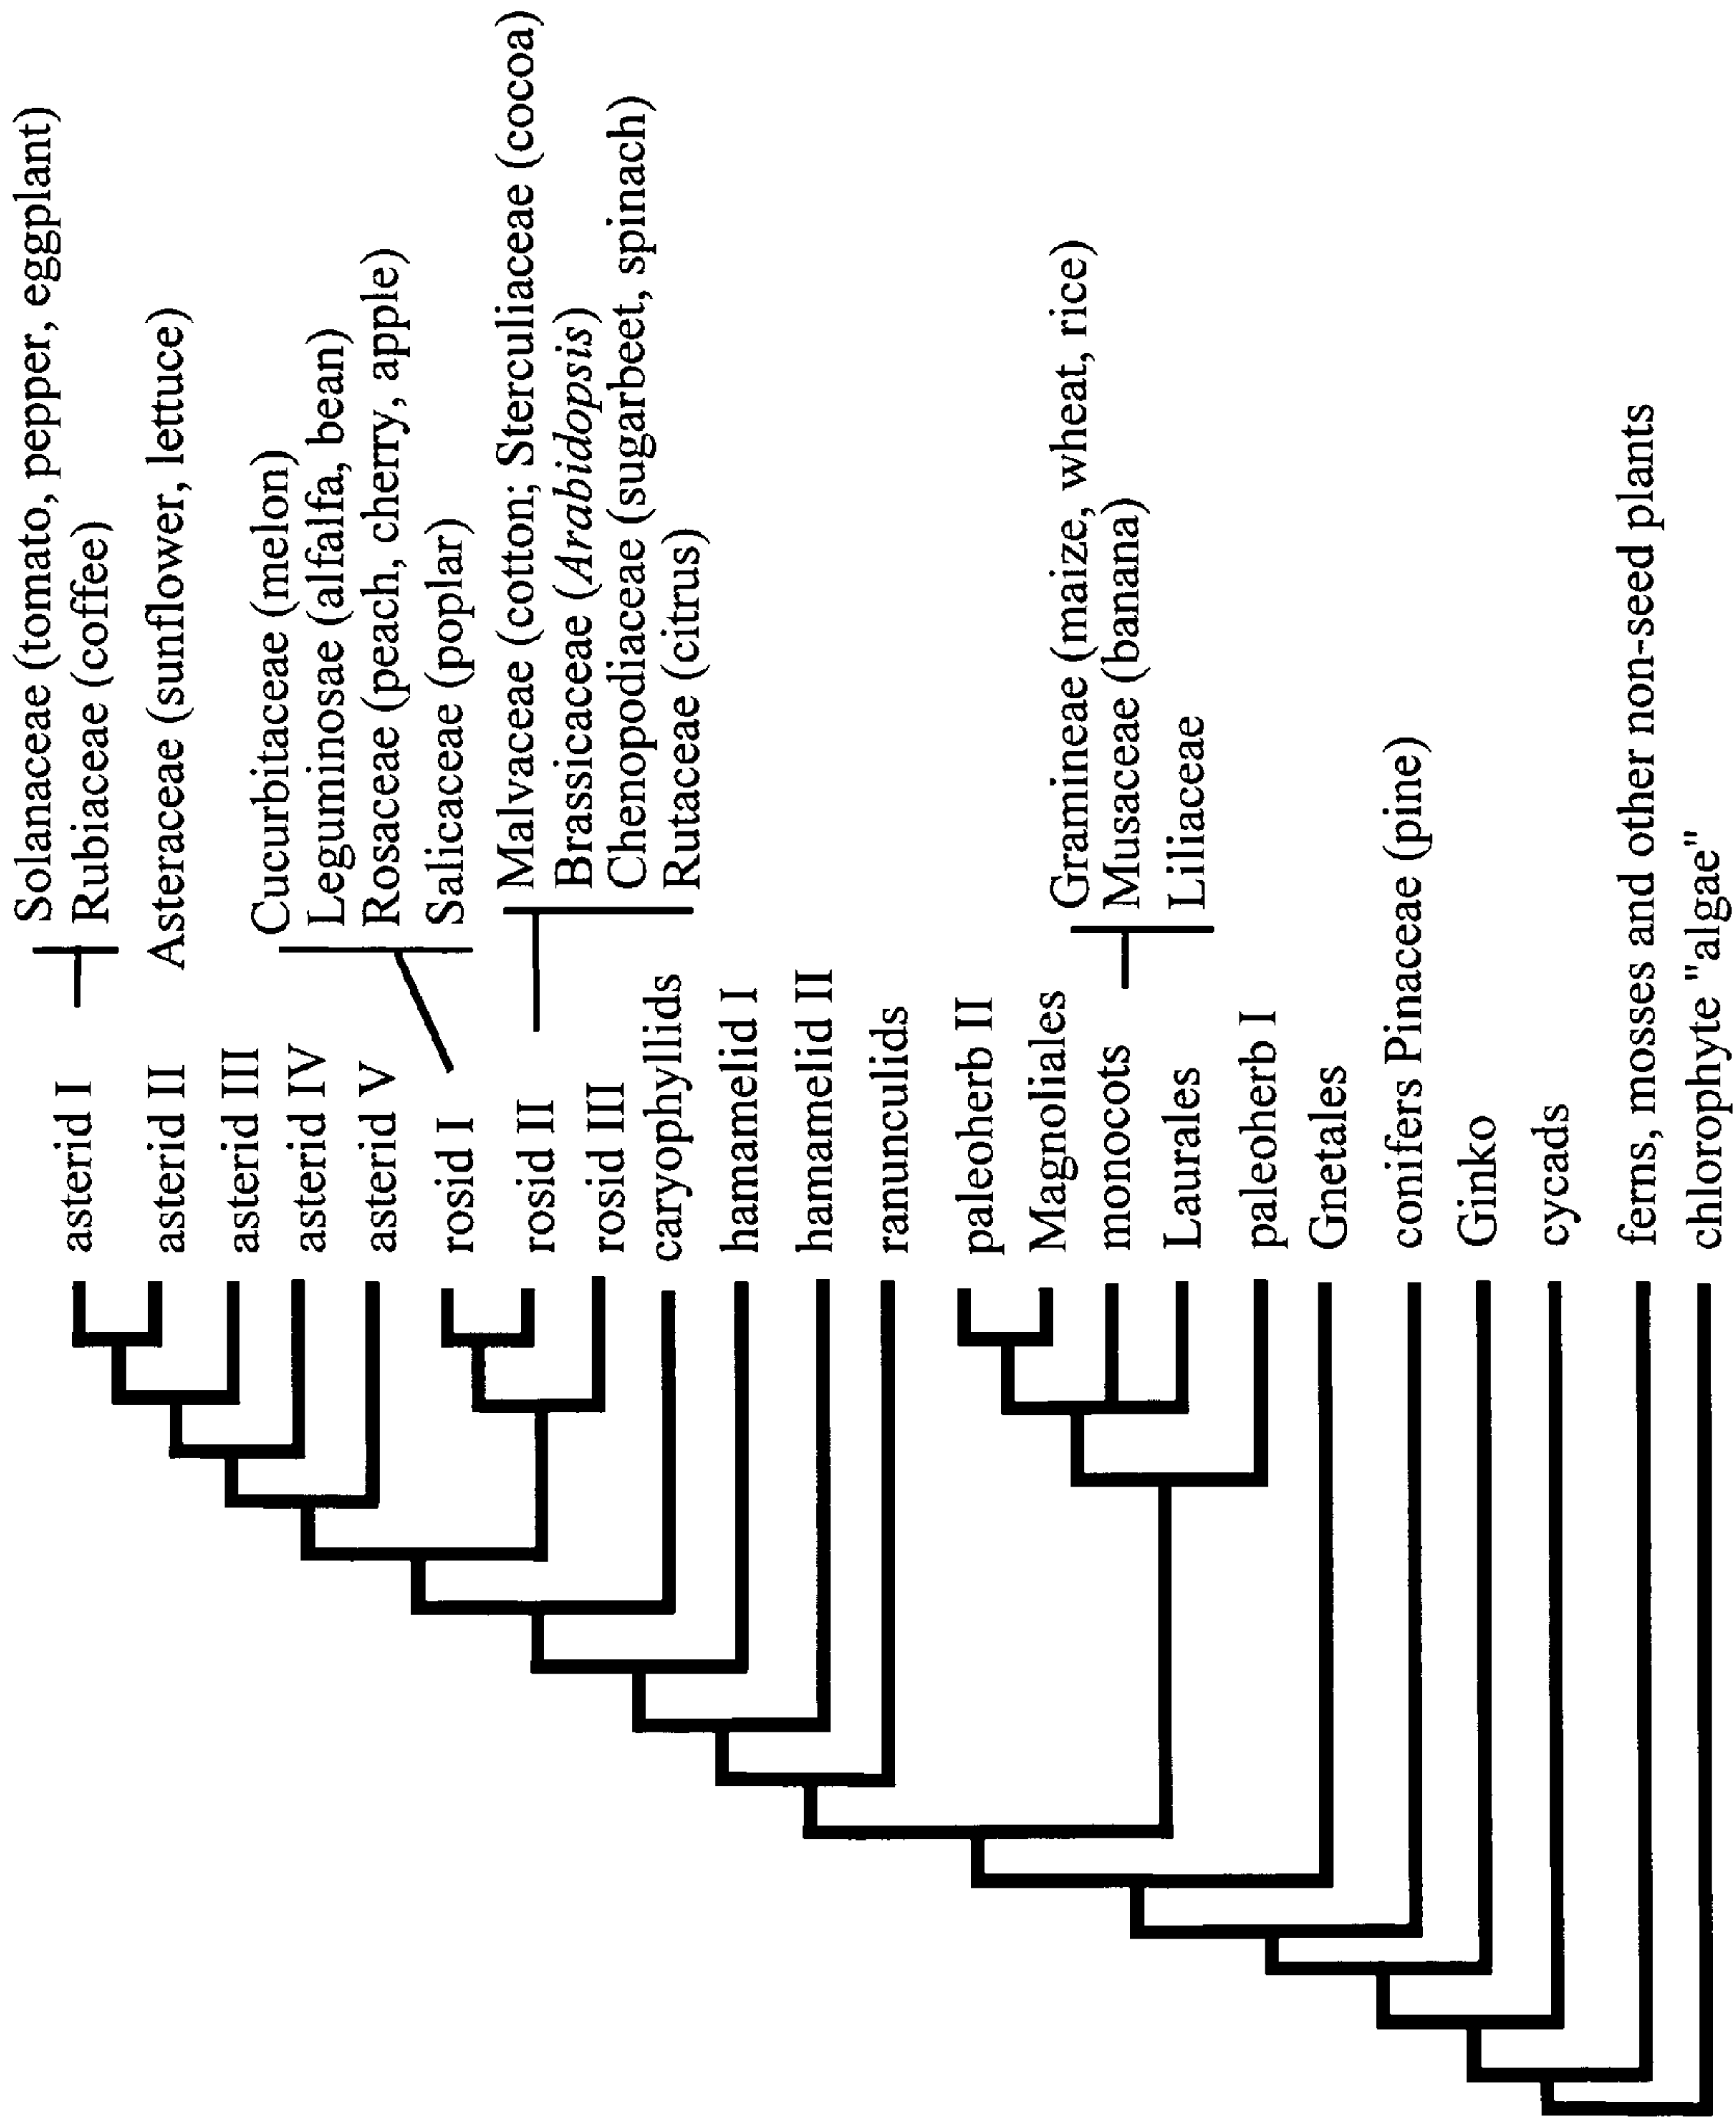 asterid I
Solanaceae (tomato, pepper, eggplant)
Rubiaceae (coffee)
asterid II
Asteraceae (sunflower, lettuce)
asterid III
asterid IV
asterid V
rosid I
Cucurbitaceae (melon)
Leguminosae (alfalfa, bean)
Rosaceae (peach, cherry, apple)
Salicaceae (poplar)
rosid II
Malvaceae (cotton; Sterculiaceae (cocoa)
Brassicaceae (Arabidopsis)
Chenopodiaceae (sugarbeet, spinach)
Rutaceae (citrus)
rosid III
caryophyllids
hamamelid I
hamamelid II
ranunculids
paleoherb II
Magnoliales
monocots
Gramineae (maize, wheat, rice)
Musaceae (banana)
Liliaceae
Laurales
paleoherb I
Gnetales
conifers Pinaceae (pine)
Ginko
cycads
ferns, mosses and other non-seed plants
chlorophyte "algae"